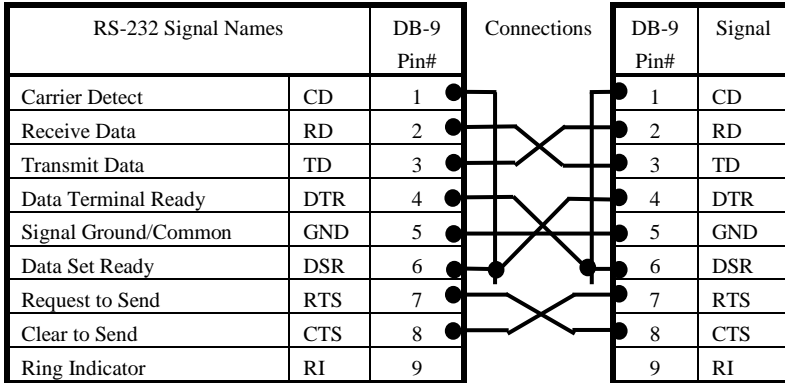 RS-232 Signal Names DB-9 Pin# Connections DB-9 Pin# Signal
Carrier Detect CD 1 1 CD
Receive Data RD 2 2 RD
Transmit Data TD 3 3 TD
Data Terminal Ready DTR 4 4 DTR
Signal Ground/Common GND 5 5 GND
Data Set Ready DSR 6 6 DSR
Request to Send RTS 7 7 RTS
Clear to Send CTS 8 8 CTS
Ring Indicator RI 9 9 RI